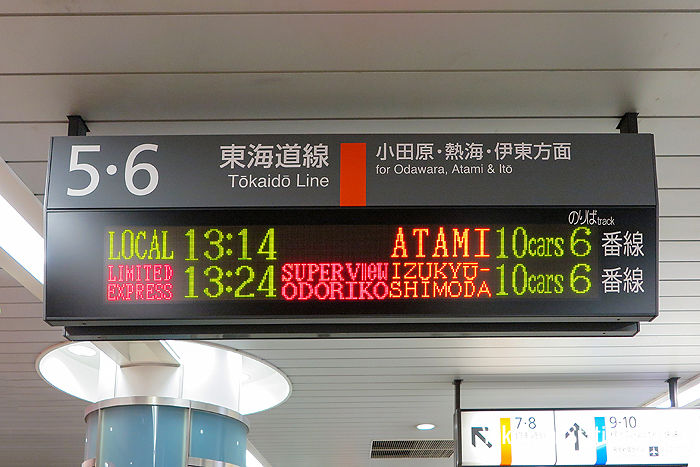 5・6 東海道線 小田原・熱海・伊東方面
Tōkaidō Line for Odawara, Atami & Itō
のりば track
LOCAL 13:14 ATAMI 10cars 6 番線
LIMITED EXPRESS 13:24 SUPER VIEW ODORIKO IZUKYU-SHIMODA 10cars 6 番線
7·8 9·10